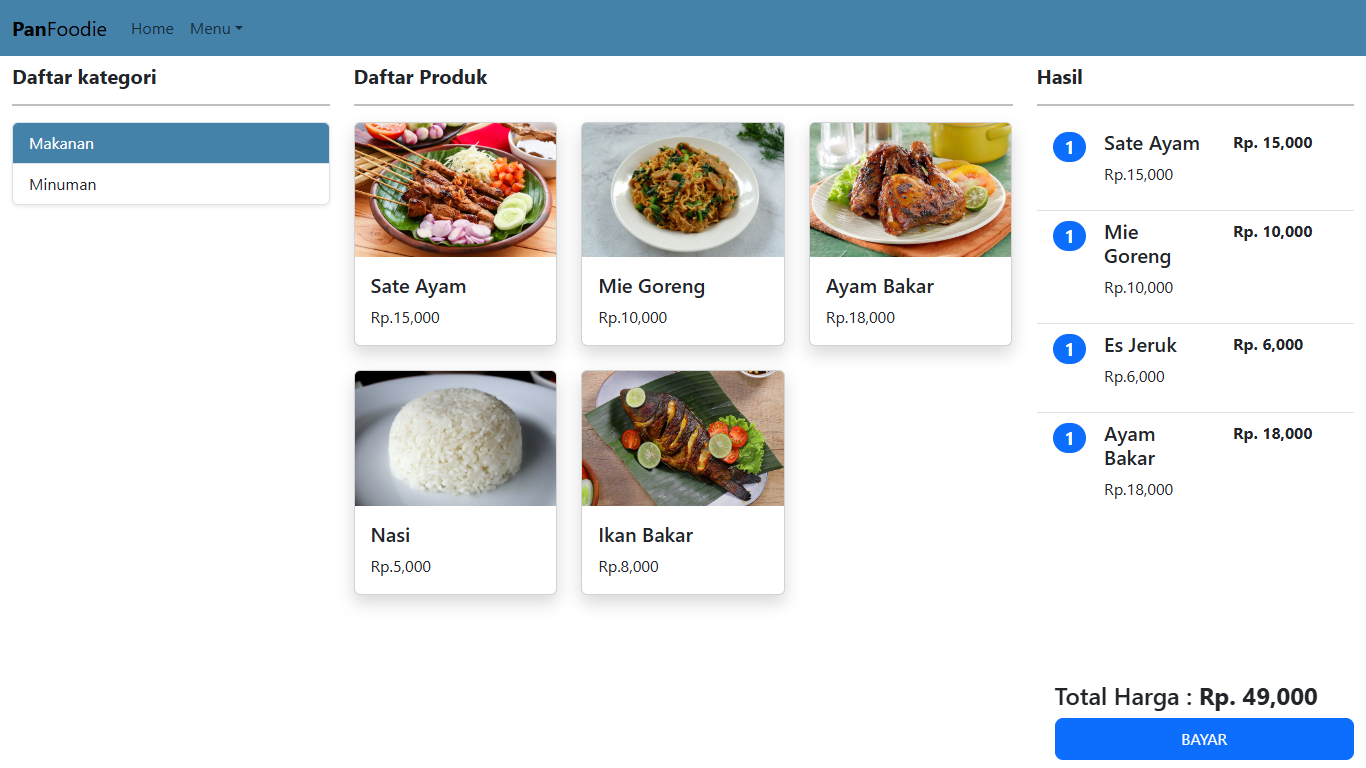 PanFoodie Home Menu
Daftar kategori
Makanan
Minuman
Daftar Produk
Sate Ayam
Rp.15,000
Mie Goreng
Rp.10,000
Ayam Bakar
Rp.18,000
Nasi
Rp.5,000
Ikan Bakar
Rp.8,000
Hasil
1 Sate Ayam Rp. 15,000
Rp.15,000
1 Mie Rp. 10,000
Goreng
Rp.10,000
1 Es Jeruk Rp. 6,000
Rp.6,000
1 Ayam Rp. 18,000
Bakar
Rp.18,000
Total Harga : Rp. 49,000
BAYAR